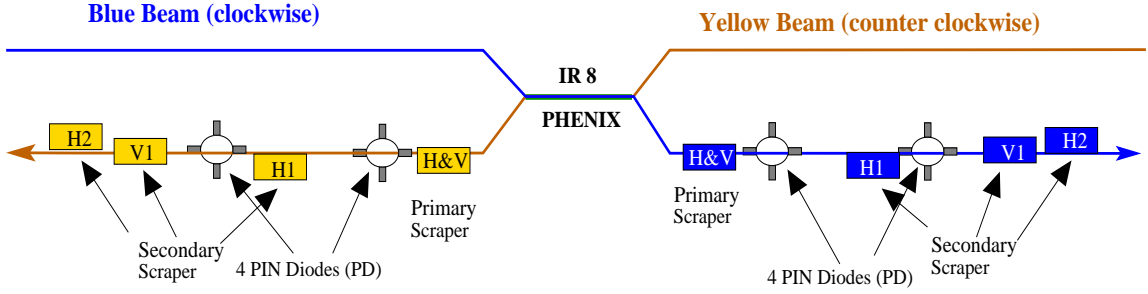 Blue Beam (clockwise)
Yellow Beam (counter clockwise)
IR 8
PHENIX
H2
V1
H1
H&V
H&V
H1
V1
H2
Primary
Scraper
Primary
Scraper
Secondary
Scraper
4 PIN Diodes (PD)
4 PIN Diodes (PD)
Secondary
Scraper